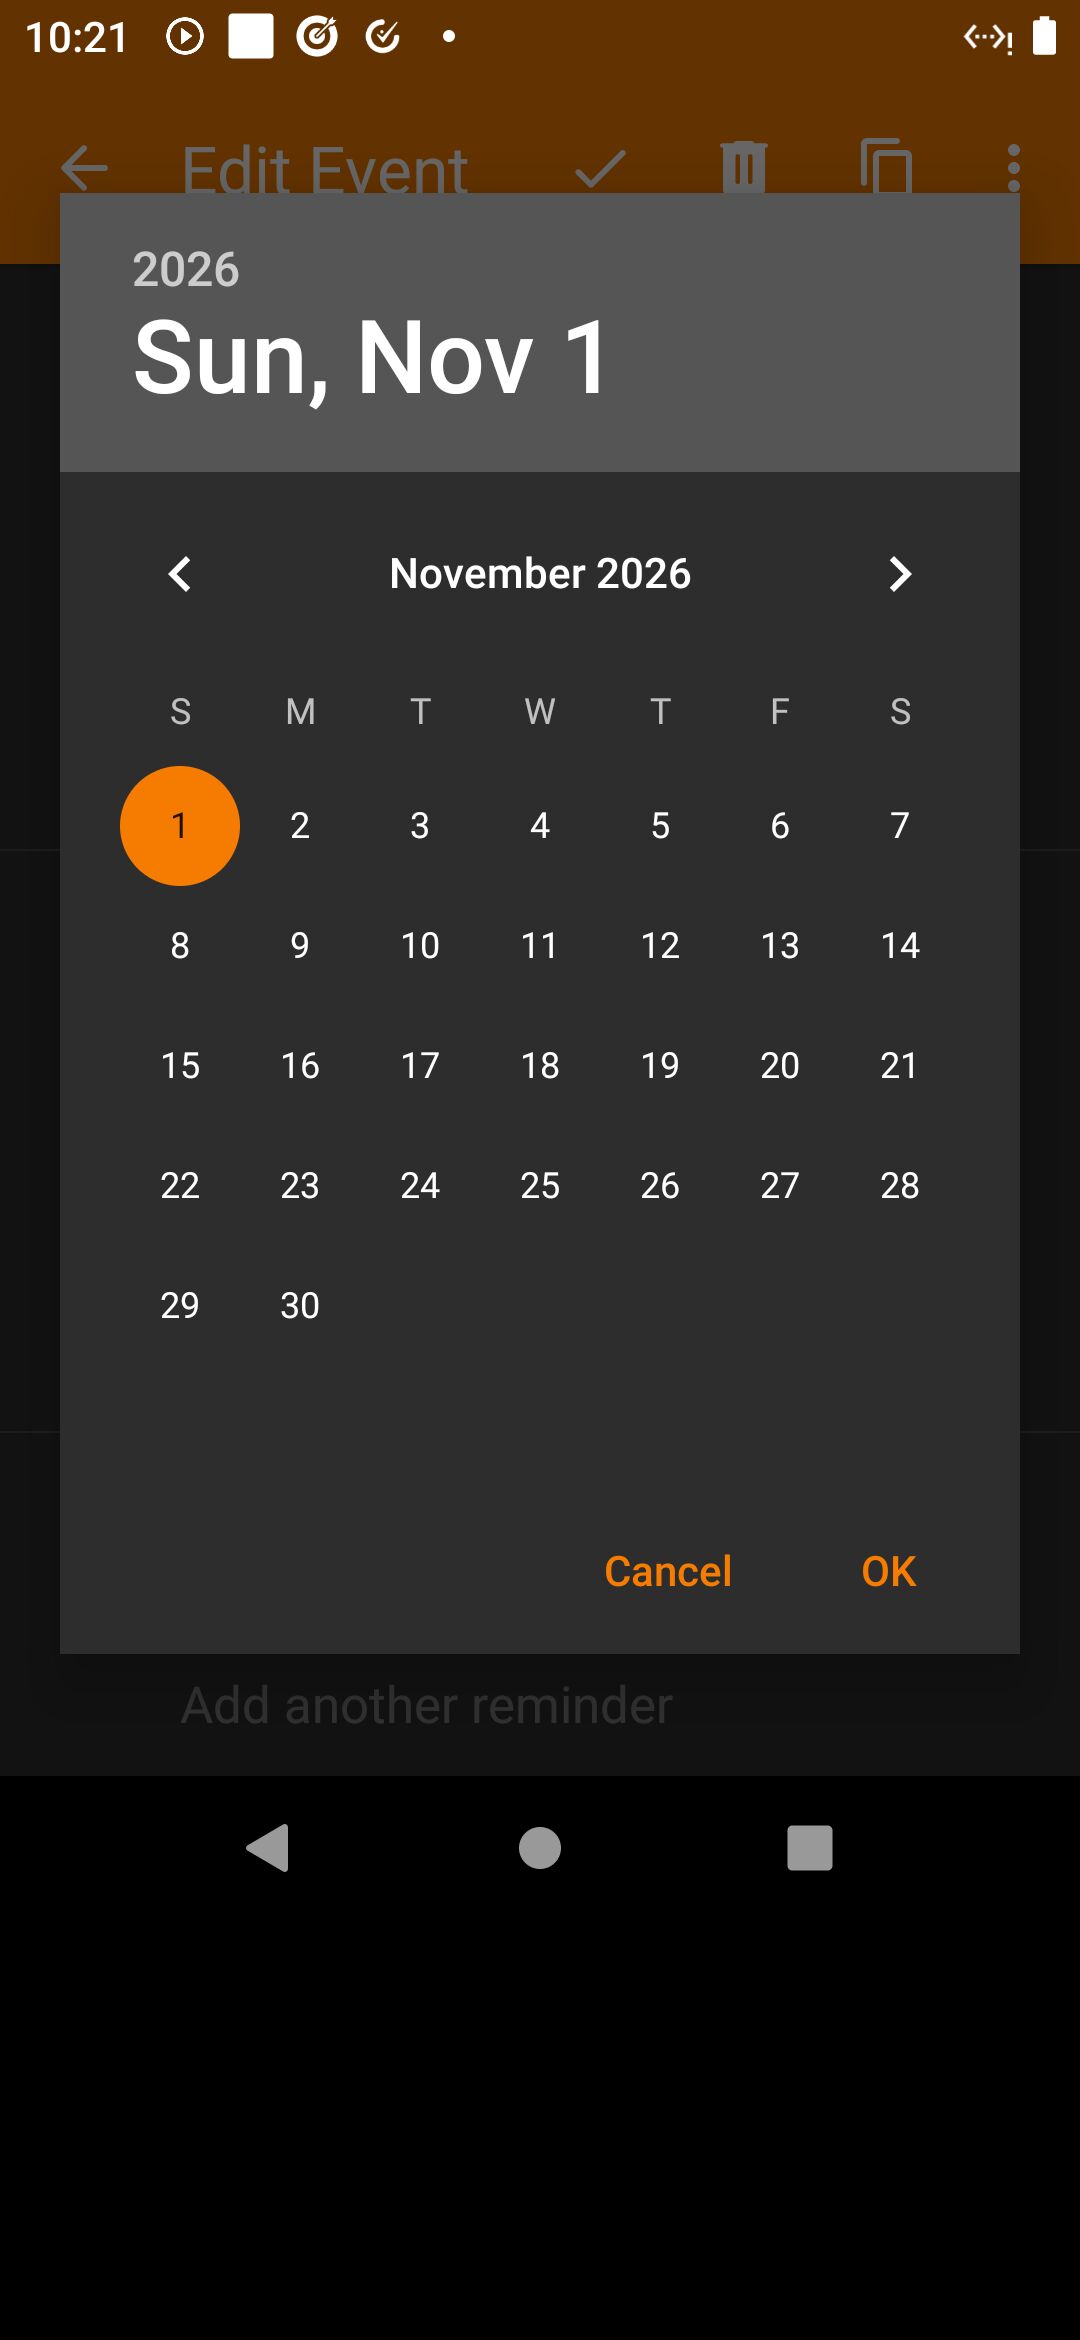 10:21
Edit Event
2026
Sun, Nov 1
November 2026
S M T W T F S
1 2 3 4 5 6 7
8 9 10 11 12 13 14
15 16 17 18 19 20 21
22 23 24 25 26 27 28
29 30
Cancel OK
Add another reminder